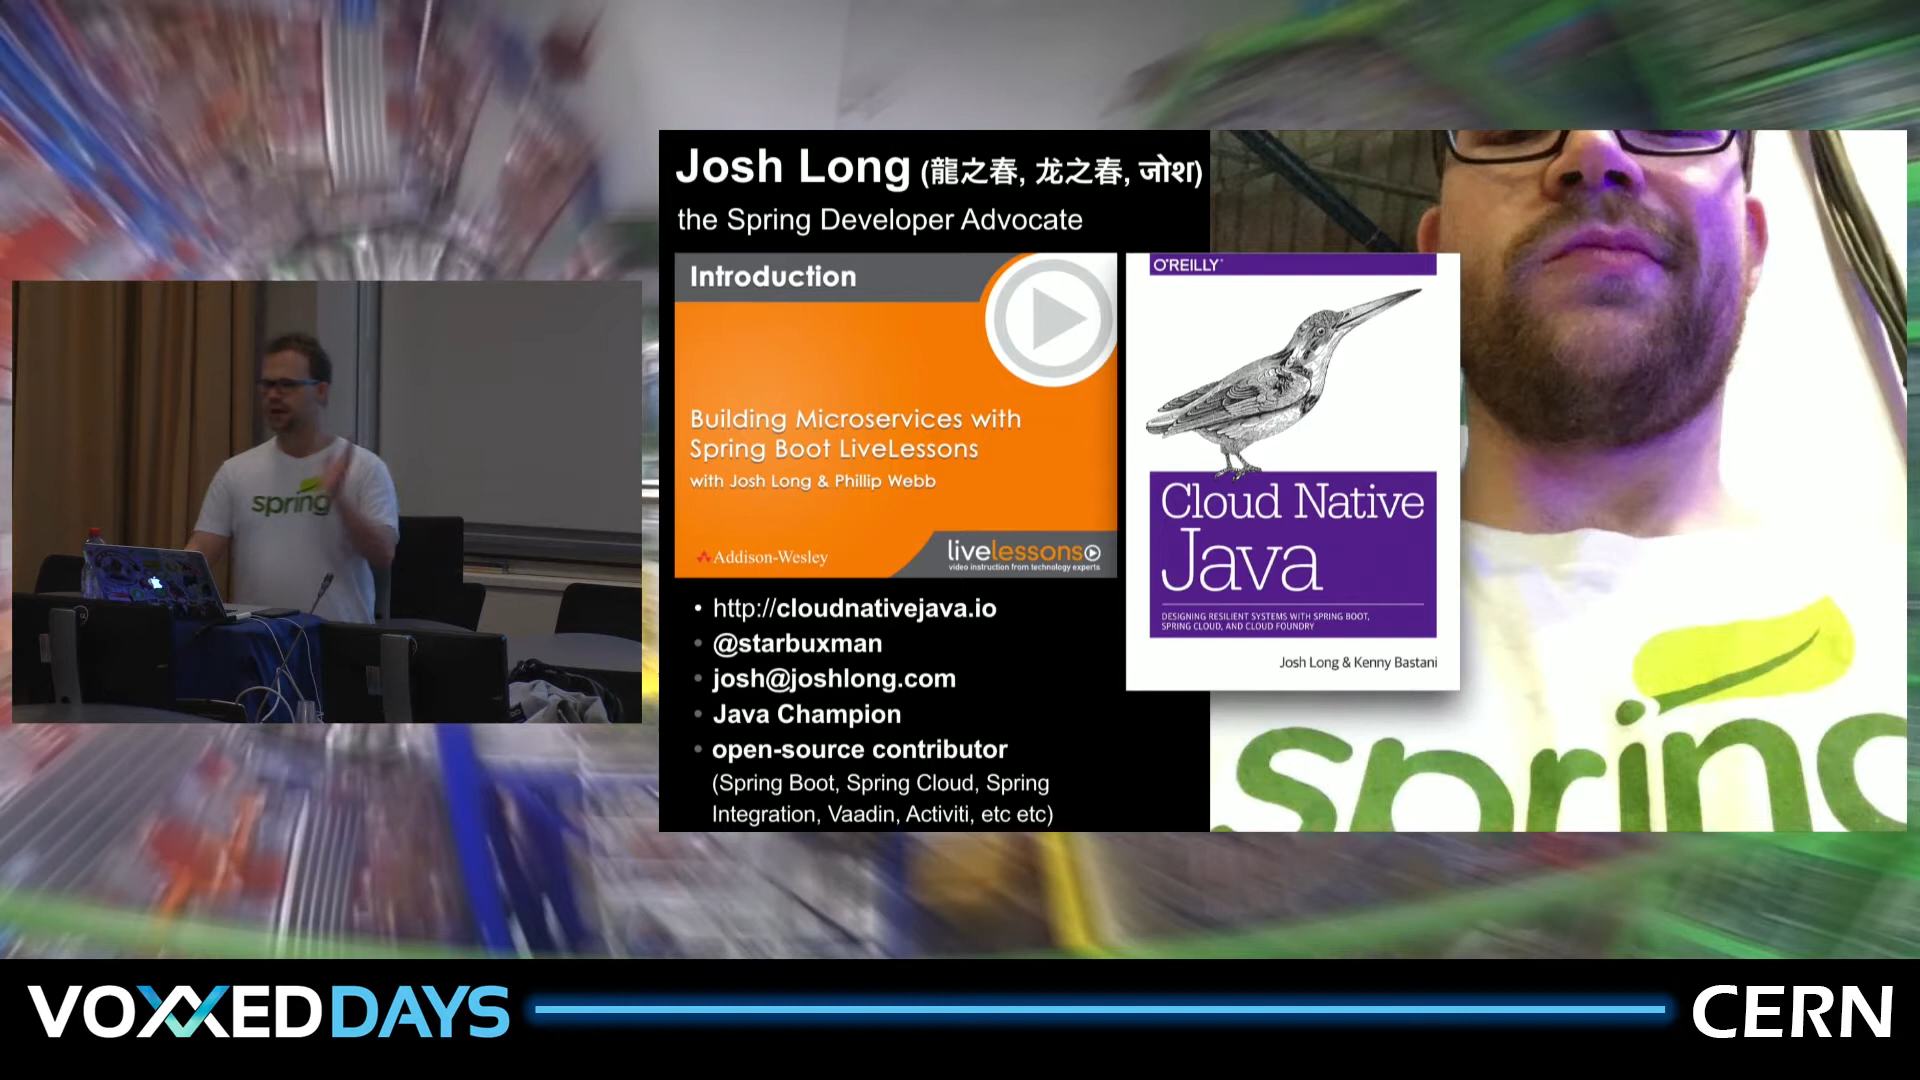 spring
Josh Long (龍之春, 龙之春, जोश)
the Spring Developer Advocate
Introduction
Building Microservices with
Spring Boot LiveLessons
with Josh Long & Phillip Webb
Addison-Wesley
livelessons
video instruction from technology experts
O'REILLY®
Cloud Native
Java
DESIGNING RESILIENT SYSTEMS WITH SPRING BOOT,
SPRING CLOUD, AND CLOUD FOUNDRY
Josh Long & Kenny Bastani
• http://cloudnativejava.io
• @starbuxman
• josh@joshlong.com
• Java Champion
• open-source contributor
(Spring Boot, Spring Cloud, Spring
Integration, Vaadin, Activiti, etc etc)
spring
VOXXED DAYS
CERN